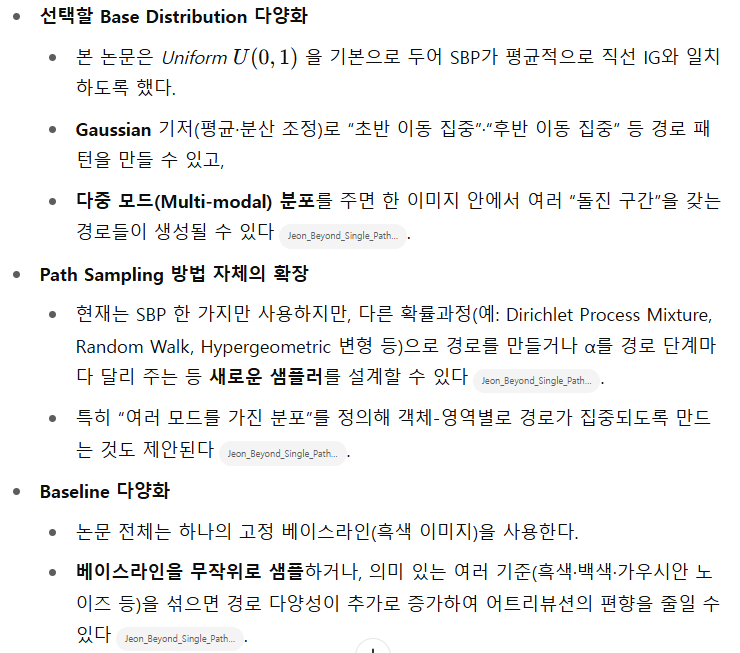 선택할 Base Distribution 다양화
본 논문은 Uniform U(0, 1) 을 기본으로 두어 SBP가 평균적으로 직선 IG와 일치
하도록 했다.
Gaussian 기저(평균·분산 조정)로 “초반 이동 집중”·“후반 이동 집중” 등 경로 패
턴을 만들 수 있고,
다중 모드(Multi-modal) 분포를 주면 한 이미지 안에서 여러 “돌진 구간”을 갖는
경로들이 생성될 수 있다 Jeon_Beyond_Single_Path... .
Path Sampling 방법 자체의 확장
현재는 SBP 한 가지만 사용하지만, 다른 확률과정(예: Dirichlet Process Mixture,
Random Walk, Hypergeometric 변형 등)으로 경로를 만들거나 α를 경로 단계마
다 달리 주는 등 새로운 샘플러를 설계할 수 있다 Jeon_Beyond_Single_Path... .
특히 “여러 모드를 가진 분포”를 정의해 객체-영역별로 경로가 집중되도록 만드
는 것도 제안된다 Jeon_Beyond_Single_Path... .
Baseline 다양화
논문 전체는 하나의 고정 베이스라인(흑색 이미지)을 사용한다.
베이스라인을 무작위로 샘플하거나, 의미 있는 여러 기준(흑색·백색·가우시안 노
이즈 등)을 섞으면 경로 다양성이 추가로 증가하여 어트리뷰션의 편향을 줄일 수
있다 Jeon_Beyond_Single_Path... .